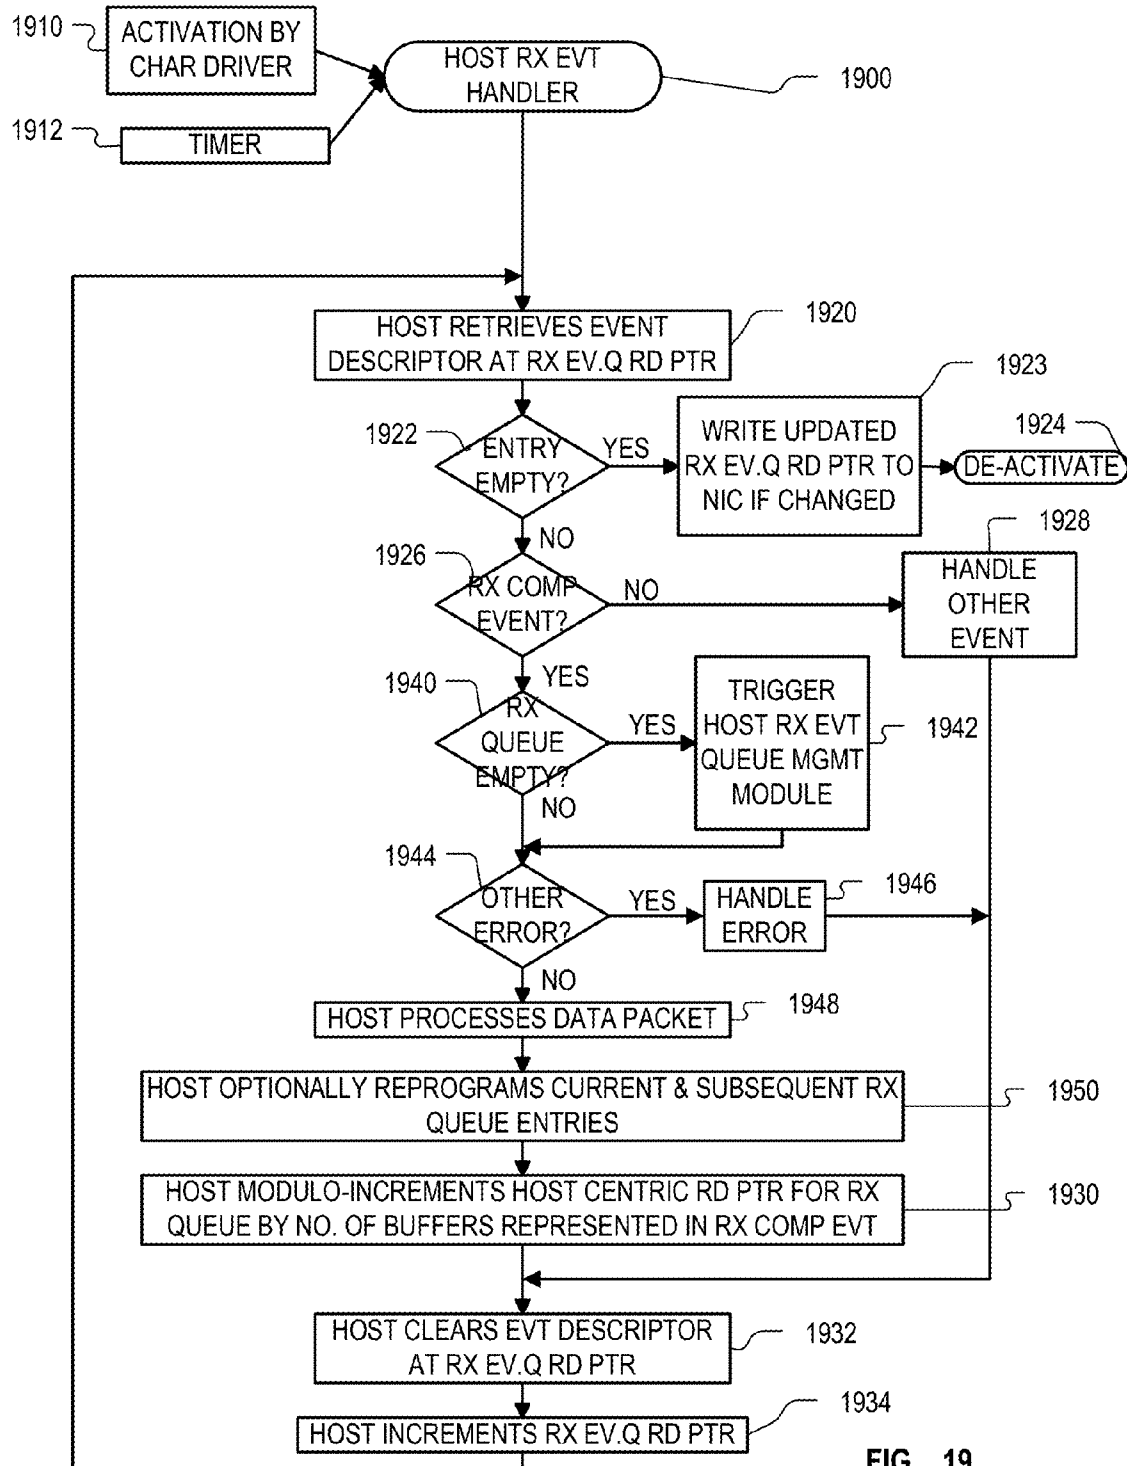 1910
ACTIVATION BY
CHAR DRIVER
HOST RX EVT
HANDLER
1900
1912
TIMER
HOST RETRIEVES EVENT
DESCRIPTOR AT RX EV.Q RD PTR
1920
1922
ENTRY
EMPTY?
YES
WRITE UPDATED
RX EV.Q RD PTR TO
NIC IF CHANGED
1923
1924
DE-ACTIVATE
NO
1926
RX COMP
EVENT?
NO
1928
HANDLE
OTHER
EVENT
YES
1940
RX
QUEUE
EMPTY?
YES
TRIGGER
HOST RX EVT
QUEUE MGMT
MODULE
1942
NO
1944
OTHER
ERROR?
YES
HANDLE
ERROR
1946
NO
HOST PROCESSES DATA PACKET
1948
HOST OPTIONALLY REPROGRAMS CURRENT & SUBSEQUENT RX
QUEUE ENTRIES
1950
HOST MODULO-INCREMENTS HOST CENTRIC RD PTR FOR RX
QUEUE BY NO. OF BUFFERS REPRESENTED IN RX COMP EVT
1930
HOST CLEARS EVT DESCRIPTOR
AT RX EV.Q RD PTR
1932
HOST INCREMENTS RX EV.Q RD PTR
1934
FIG. 19